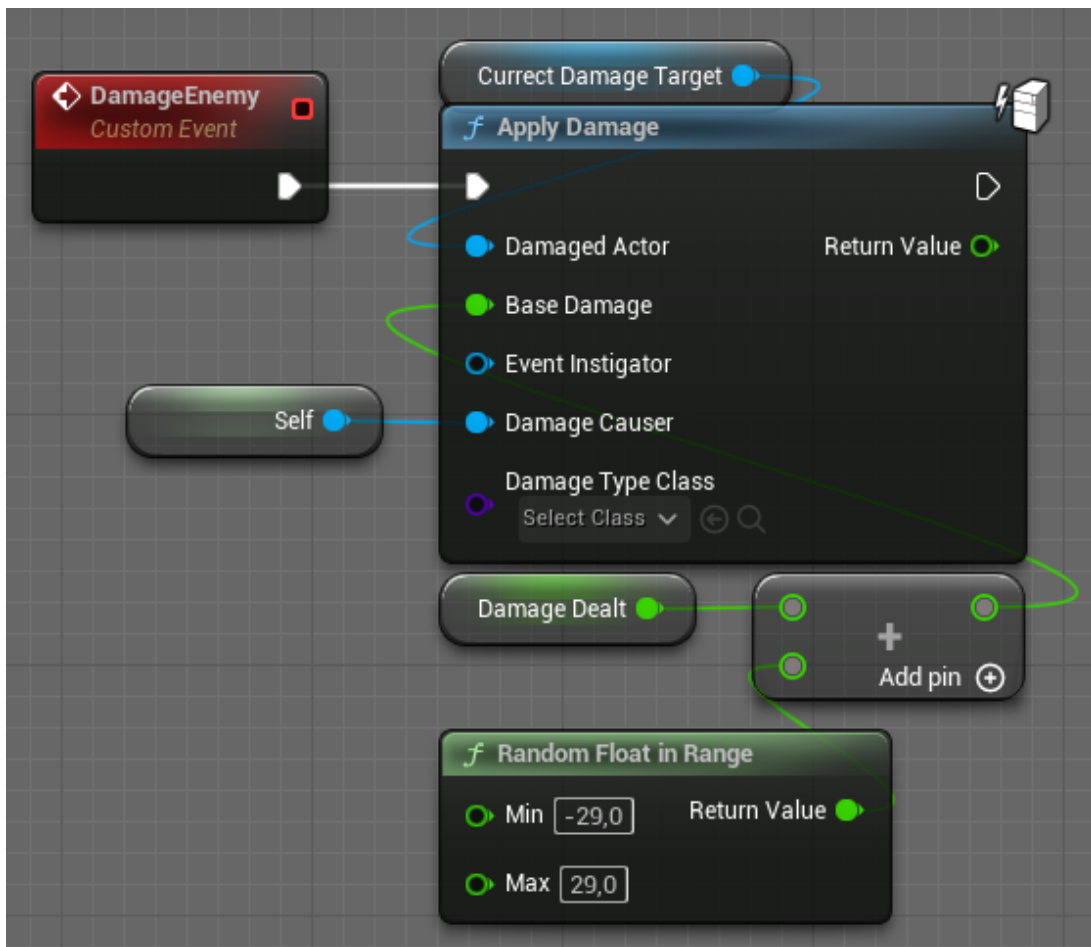 DamageEnemy
Custom Event
Currect Damage Target
f Apply Damage
Damaged Actor
Return Value
Base Damage
Event Instigator
Self
Damage Causer
Damage Type Class
Select Class
Damage Dealt
+
Add pin
f Random Float in Range
Min -29,0
Return Value
Max 29,0